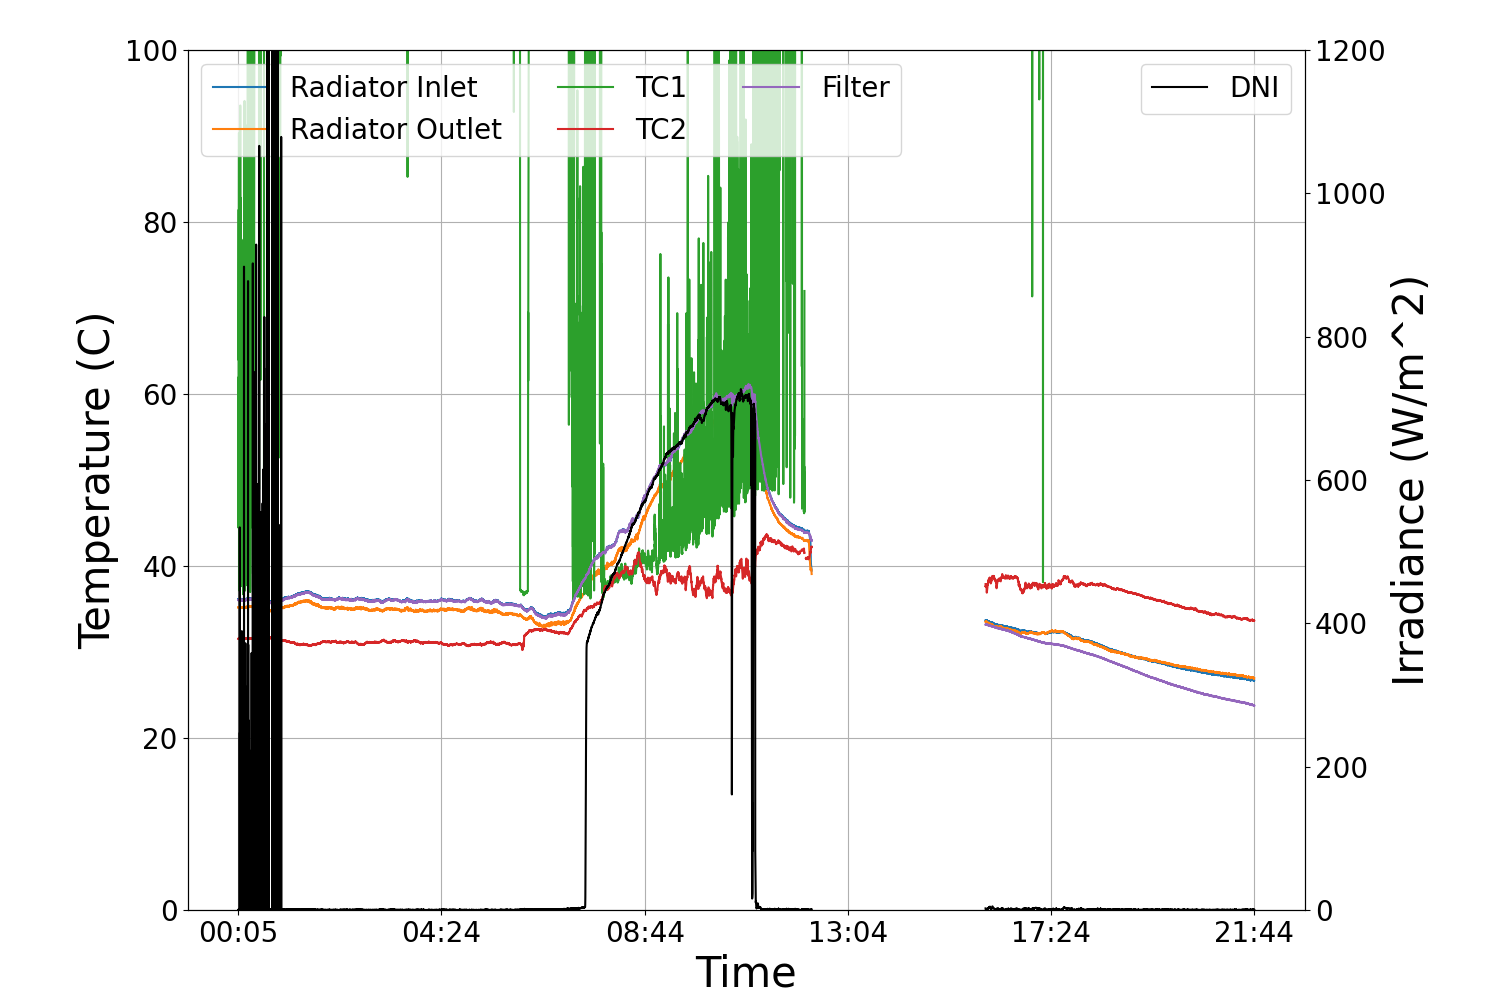 100
80
60
40
20
0
Temperature (C)
Radiator Inlet
Radiator Outlet
TC1
TC2
Filter
DNI
1200
1000
800
600
400
200
0
Irradiance (W/m^2)
00:05
04:24
08:44
13:04
17:24
21:44
Time